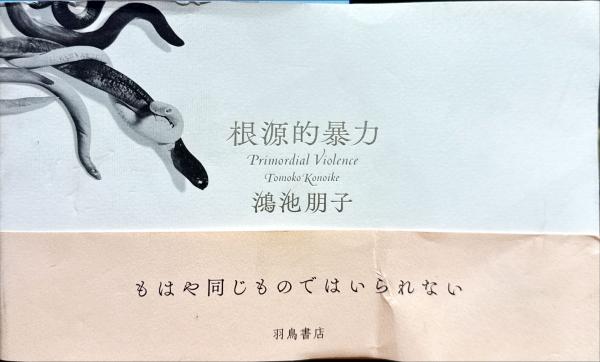 根源的暴力
Primordial Violence
Tomoko Konoike
鴻池朋子
もはや同じものではいられない
羽鳥書店